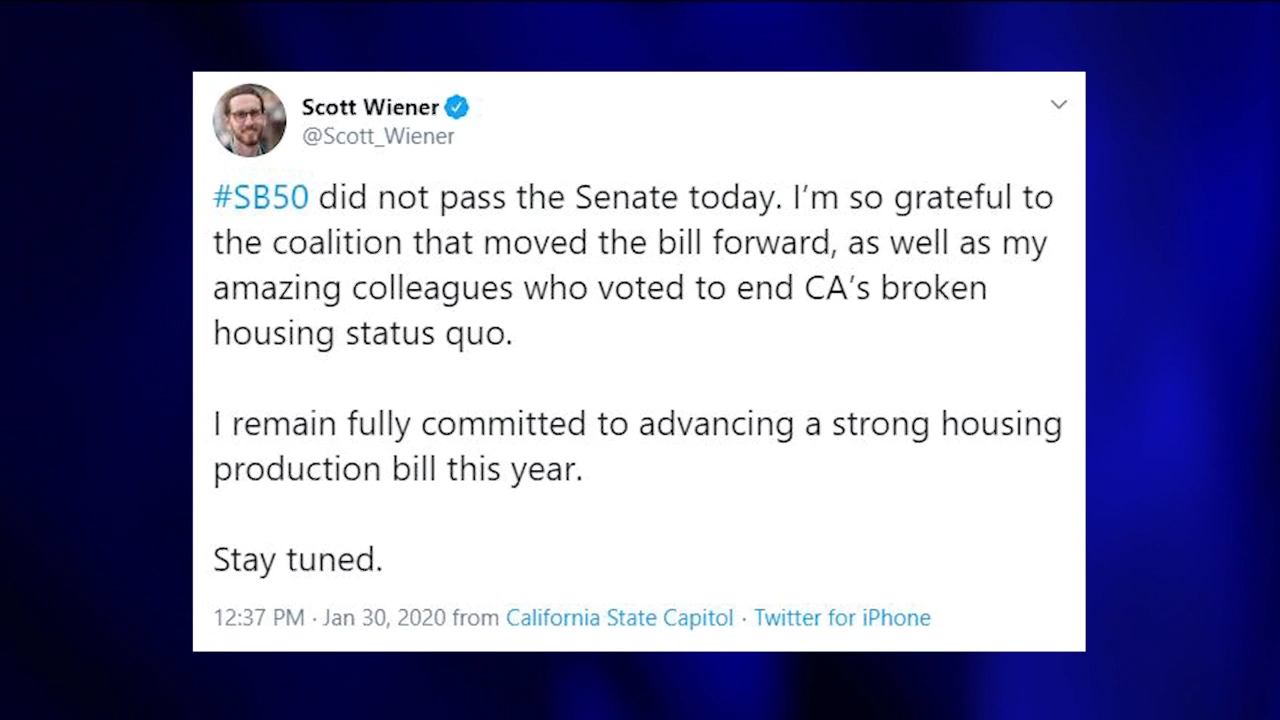 Scott Wiener
@Scott_Wiener
#SB50 did not pass the Senate today. I’m so grateful to
the coalition that moved the bill forward, as well as my
amazing colleagues who voted to end CA’s broken
housing status quo.
I remain fully committed to advancing a strong housing
production bill this year.
Stay tuned.
12:37 PM · Jan 30, 2020 from California State Capitol · Twitter for iPhone